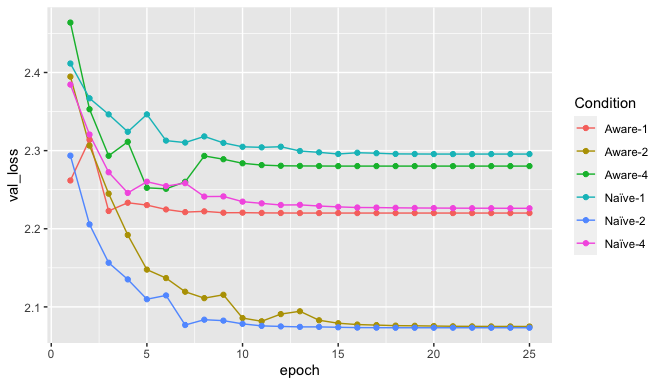 2.4
2.3
2.2
2.1
val_loss
0
5
10
15
20
25
epoch
Condition
Aware-1
Aware-2
Aware-4
Naïve-1
Naïve-2
Naïve-4